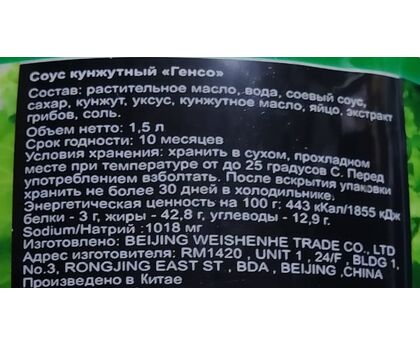 Соус кунжутный «Генсо»
Состав: растительное масло, вода, соевый соус,
сахар, кунжут, уксус, кунжутное масло, яйцо, экстракт
грибов, соль.
Объем нетто: 1,5 л
Срок годности: 10 месяцев
Условия хранения: хранить в сухом, прохладном
месте при температуре от до 25 градусов С. Перед
употреблением взболтать. После вскрытия упаковки
хранить не более 30 дней в холодильнике.
Энергетическая ценность на 100 г: 443 кКал/1855 кДж
белки - 3 г, жиры - 42,8 г, углеводы - 12,9 г.
Sodium/Натрий :1018 мг
Изготовлено: BEIJING WEISHENHE TRADE CO., LTD
Адрес изготовителя: RM1420 , UNIT 1 , 24/F , BLDG 1,
No.3, RONGJING EAST ST , BDA , BEIJING ,CHINA
Произведено в Китае